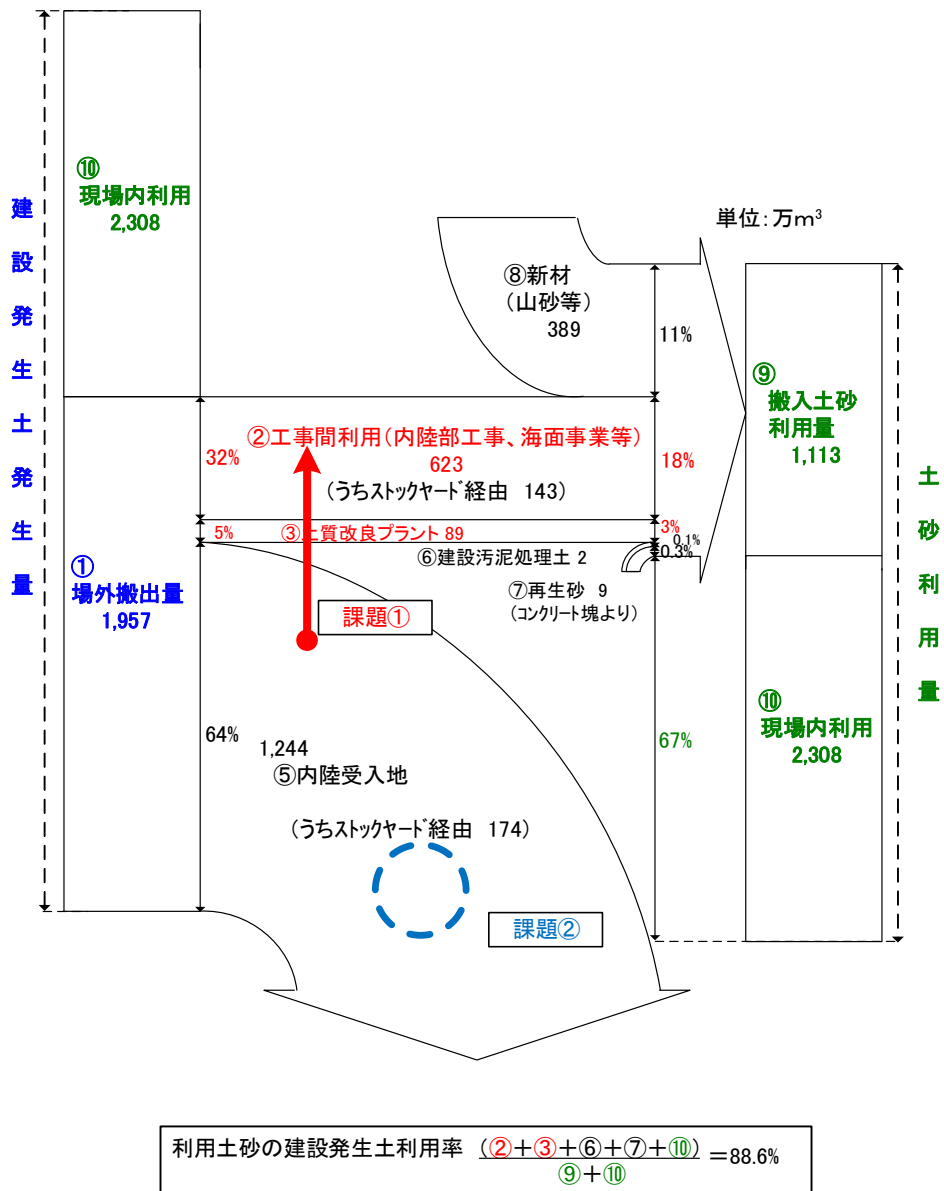 建設発生土発生量
⑩
現場内利用
2,308
①
場外搬出量
1,957
単位:万m³
⑧新材
(山砂等)
389
11%
32%
②工事間利用(内陸部工事、海面事業等)
623
(うちストックヤード経由 143)
18%
5%
③土質改良プラント 89
3%
0.1%
0.3%
⑥建設汚泥処理土 2
⑦再生砂 9
(コンクリート塊より)
課題①
64%
1,244
⑤内陸受入地
(うちストックヤード経由 174)
課題②
67%
⑨
搬入土砂
利用量
1,113
⑩
現場内利用
2,308
土砂利用量
利用土砂の建設発生土利用率 (②+③+⑥+⑦+⑩) =88.6%
⑨+⑩